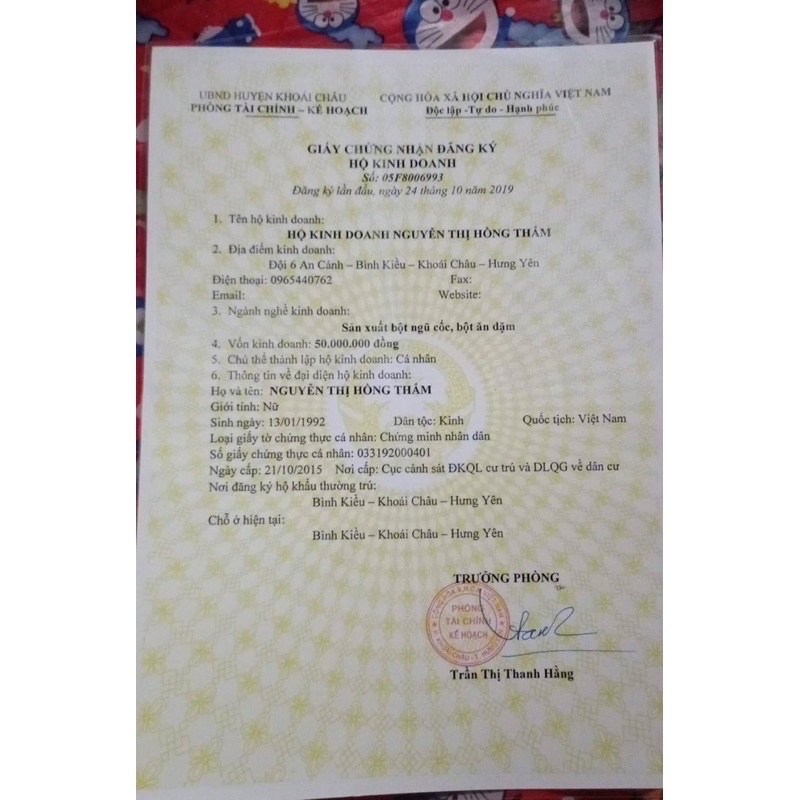 UBND HUYỆN KHOÁI CHÂU
PHÒNG TÀI CHÍNH – KẾ HOẠCH
CỘNG HÒA XÃ HỘI CHỦ NGHĨA VIỆT NAM
Độc lập -Tự do - Hạnh phúc
GIẤY CHỨNG NHẬN ĐĂNG KÝ
HỘ KINH DOANH
Số: 05F8006993
Đăng ký lần đầu, ngày 24 tháng 10 năm 2019
1. Tên hộ kinh doanh:
HỘ KINH DOANH NGUYỄN THỊ HỒNG THẮM
2. Địa điểm kinh doanh:
Đội 6 An Cảnh – Bình Kiều – Khoái Châu – Hưng Yên
Điện thoại: 0965440762 Fax:
Email: Website:
3. Ngành nghề kinh doanh:
Sản xuất bột ngũ cốc, bột ăn dặm
4. Vốn kinh doanh: 50.000.000 đồng
5. Chủ thể thành lập hộ kinh doanh: Cá nhân
6. Thông tin về đại diện hộ kinh doanh:
Họ và tên: NGUYỄN THỊ HỒNG THẮM
Giới tính: Nữ
Sinh ngày: 13/01/1992 Dân tộc: Kinh Quốc tịch: Việt Nam
Loại giấy tờ chứng thực cá nhân: Chứng minh nhân dân
Số giấy chứng thực cá nhân: 033192000401
Ngày cấp: 21/10/2015 Nơi cấp: Cục cảnh sát ĐKQL cư trú và DLQG về dân cư
Nơi đăng ký hộ khẩu thường trú:
Bình Kiều – Khoái Châu – Hưng Yên
Chỗ ở hiện tại:
Bình Kiều – Khoái Châu – Hưng Yên
TRƯỞNG PHÒNG
PHÒNG
TÀI CHÍNH
KẾ HOẠCH
Trần Thị Thanh Hằng